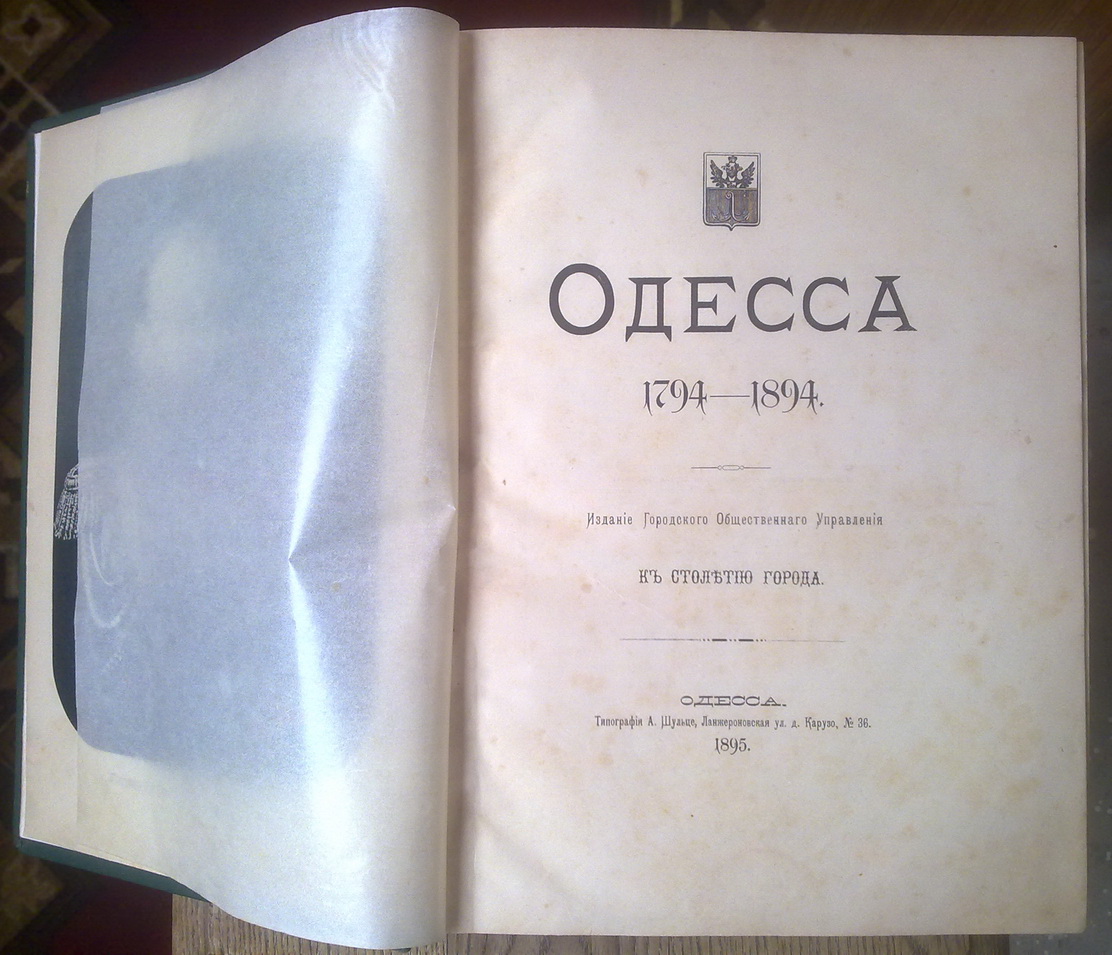 ОДЕССА
1794—1894.
Изданіе Городского Общественнаго Управленія
КЪ СТОЛѢТІЮ ГОРОДА.
ОДЕССА.
Типографія А. Шульце, Ланжероновская ул. д. Карузо, № 36.
1895.